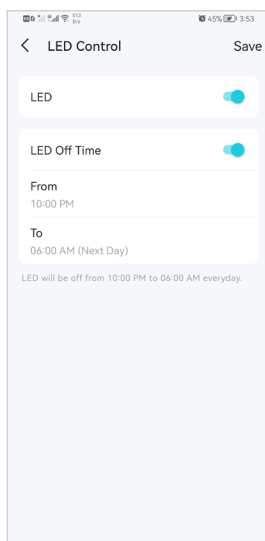 813
B/s
45%
3:53
LED Control
Save
LED
LED Off Time
From
10:00 PM
To
06:00 AM (Next Day)
LED will be off from 10:00 PM to 06:00 AM everyday.